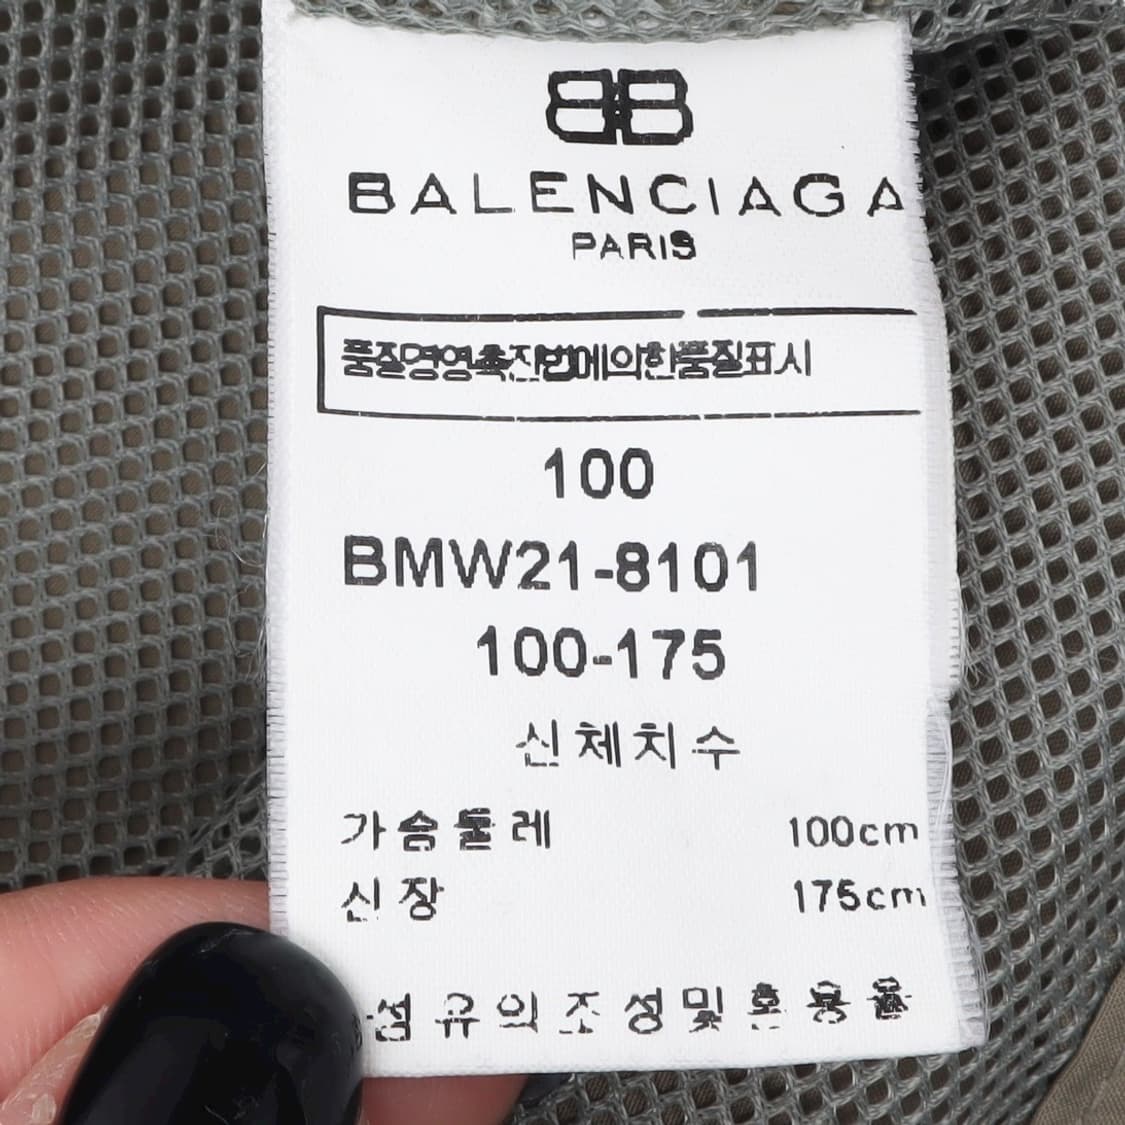 BB
BALENCIAGA
PARIS
품질경영촉진법에의한품질표시
100
BMW21-8101
100-175
신체치수
가슴둘레 100cm
신장 175cm
섬유의조성및혼용율